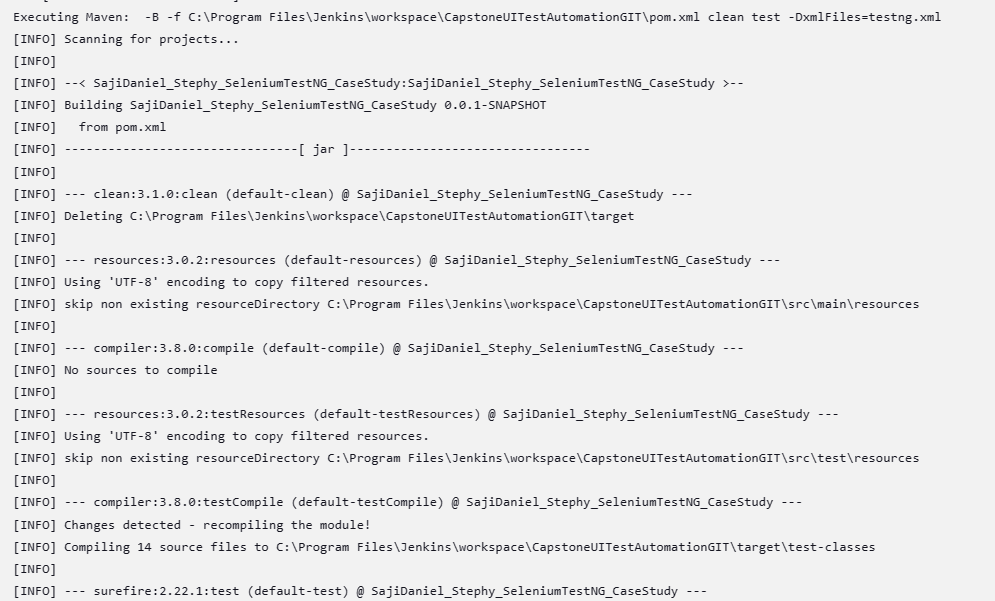 Executing Maven:  -B -f C:\Program Files\Jenkins\workspace\CapstoneUITestAutomationGIT\pom.xml clean test -DxmlFiles=testng.xml
[INFO] Scanning for projects...
[INFO]
[INFO] --< SajiDaniel_Stephy_SeleniumTestNG_CaseStudy:SajiDaniel_Stephy_SeleniumTestNG_CaseStudy >--
[INFO] Building SajiDaniel_Stephy_SeleniumTestNG_CaseStudy 0.0.1-SNAPSHOT
[INFO]   from pom.xml
[INFO] --------------------------------[ jar ]---------------------------------
[INFO]
[INFO] --- clean:3.1.0:clean (default-clean) @ SajiDaniel_Stephy_SeleniumTestNG_CaseStudy ---
[INFO] Deleting C:\Program Files\Jenkins\workspace\CapstoneUITestAutomationGIT\target
[INFO]
[INFO] --- resources:3.0.2:resources (default-resources) @ SajiDaniel_Stephy_SeleniumTestNG_CaseStudy ---
[INFO] Using 'UTF-8' encoding to copy filtered resources.
[INFO] skip non existing resourceDirectory C:\Program Files\Jenkins\workspace\CapstoneUITestAutomationGIT\src\main\resources
[INFO]
[INFO] --- compiler:3.8.0:compile (default-compile) @ SajiDaniel_Stephy_SeleniumTestNG_CaseStudy ---
[INFO] No sources to compile
[INFO]
[INFO] --- resources:3.0.2:testResources (default-testResources) @ SajiDaniel_Stephy_SeleniumTestNG_CaseStudy ---
[INFO] Using 'UTF-8' encoding to copy filtered resources.
[INFO] skip non existing resourceDirectory C:\Program Files\Jenkins\workspace\CapstoneUITestAutomationGIT\src\test\resources
[INFO]
[INFO] --- compiler:3.8.0:testCompile (default-testCompile) @ SajiDaniel_Stephy_SeleniumTestNG_CaseStudy ---
[INFO] Changes detected - recompiling the module!
[INFO] Compiling 14 source files to C:\Program Files\Jenkins\workspace\CapstoneUITestAutomationGIT\target\test-classes
[INFO]
[INFO] --- surefire:2.22.1:test (default-test) @ SajiDaniel_Stephy_SeleniumTestNG_CaseStudy ---